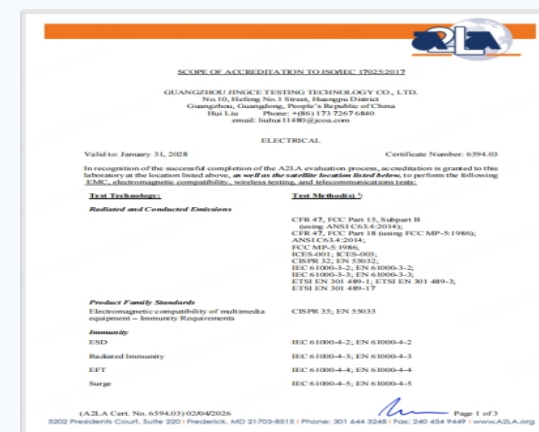 A2LA
SCOPE OF ACCREDITATION TO ISO/IEC 17025:2017
GUANGZHOU JINGCE TESTING TECHNOLOGY CO., LTD.
No.10, Hefeng No.1 Street, Huangpu District
Guangzhou, Guangdong, People's Republic of China
Hui Liu Phone: +(86) 173 7267 6840
email: liuhui11480@jcoa.com
ELECTRICAL
Valid to: January 31, 2028 Certificate Number: 6594.03
In recognition of the successful completion of the A2LA evaluation process, accreditation is granted to this
laboratory at the location listed above, as well as the satellite location listed below, to perform the following
EMC, electromagnetic compatibility, wireless testing, and telecommunications tests:
Test Technology: Test Method(s) 1:
Radiated and Conducted Emissions
CFR 47, FCC Part 15, Subpart B
(using ANSI C63.4:2014);
CFR 47, FCC Part 18 (using FCC MP-5:1986);
ANSI C63.4:2014;
FCC MP-5:1986;
ICES-001; ICES-003;
CISPR 32; EN 55032;
IEC 61000-3-2; EN 61000-3-2;
IEC 61000-3-3; EN 61000-3-3;
ETSI EN 301 489-1; ETSI EN 301 489-3;
ETSI EN 301 489-17
Product Family Standards
Electromagnetic compatibility of multimedia CISPR 35; EN 55035
equipment – Immunity Requirements
Immunity
ESD IEC 61000-4-2; EN 61000-4-2
Radiated Immunity IEC 61000-4-3; EN 61000-4-3
EFT IEC 61000-4-4; EN 61000-4-4
Surge IEC 61000-4-5; EN 61000-4-5
(A2LA Cert. No. 6594.03) 02/04/2026 Page 1 of 3
5202 Presidents Court, Suite 220 | Frederick, MD 21703-8515 | Phone: 301 644 3248 | Fax: 240 454 9449 | www.A2LA.org